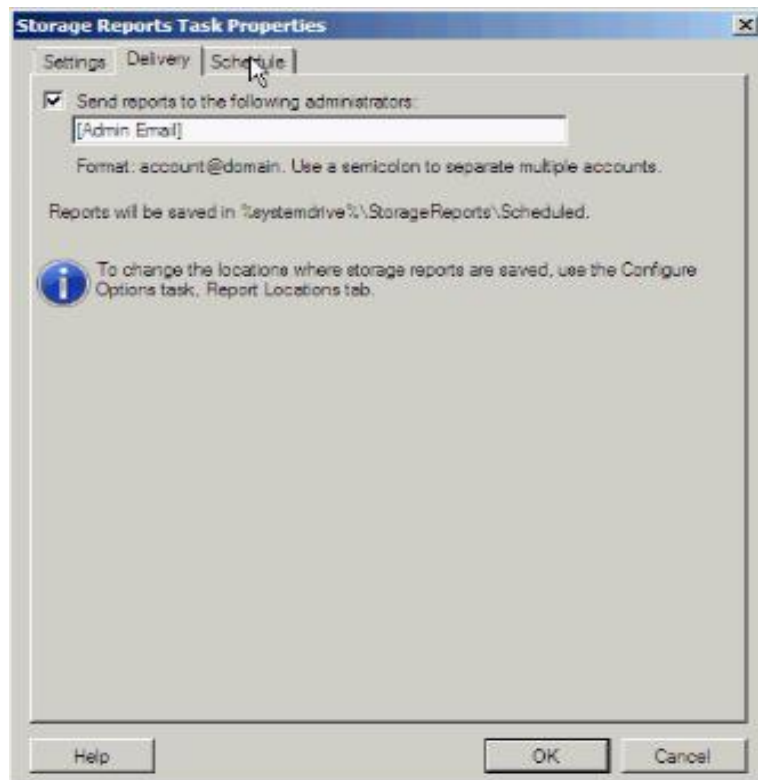 Storage Reports Task Properties
Settings Delivery Schedule
Send reports to the following administrators:
[Admin Email]
Format: account@domain. Use a semicolon to separate multiple accounts.
Reports will be saved in %systemdrive%\StorageReports\Scheduled.
To change the locations where storage reports are saved, use the Configure
Options task, Report Locations tab.
Help OK Cancel